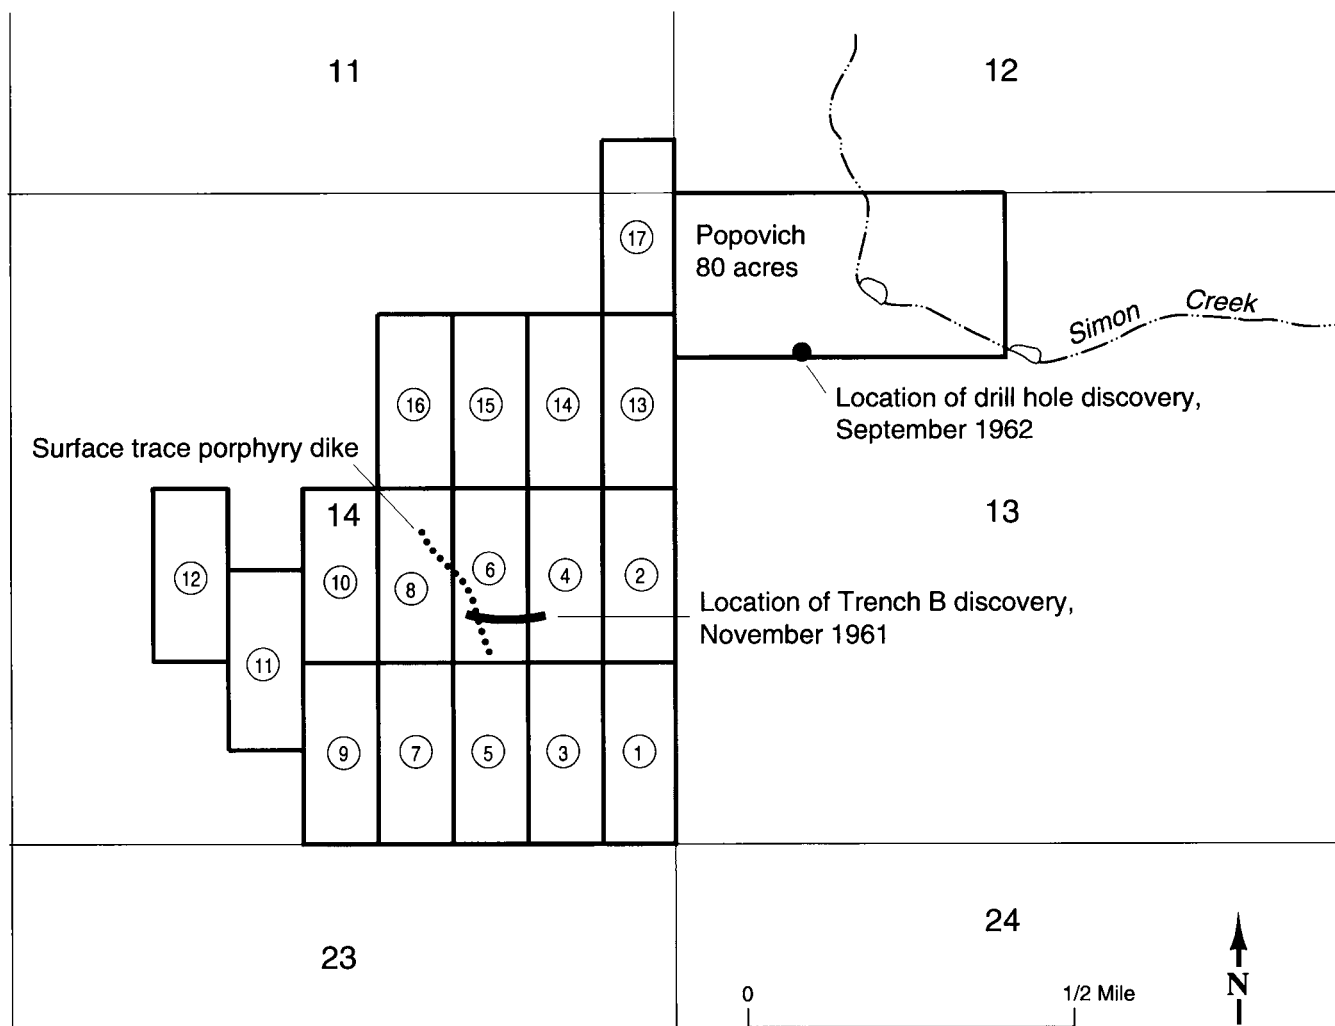 11
12
17
Popovich
80 acres
Simon Creek
16
15
14
13
Location of drill hole discovery,
September 1962
Surface trace porphyry dike
14
13
12
11
10
8
6
4
2
Location of Trench B discovery,
November 1961
9
7
5
3
1
23
24
0
1/2 Mile
N